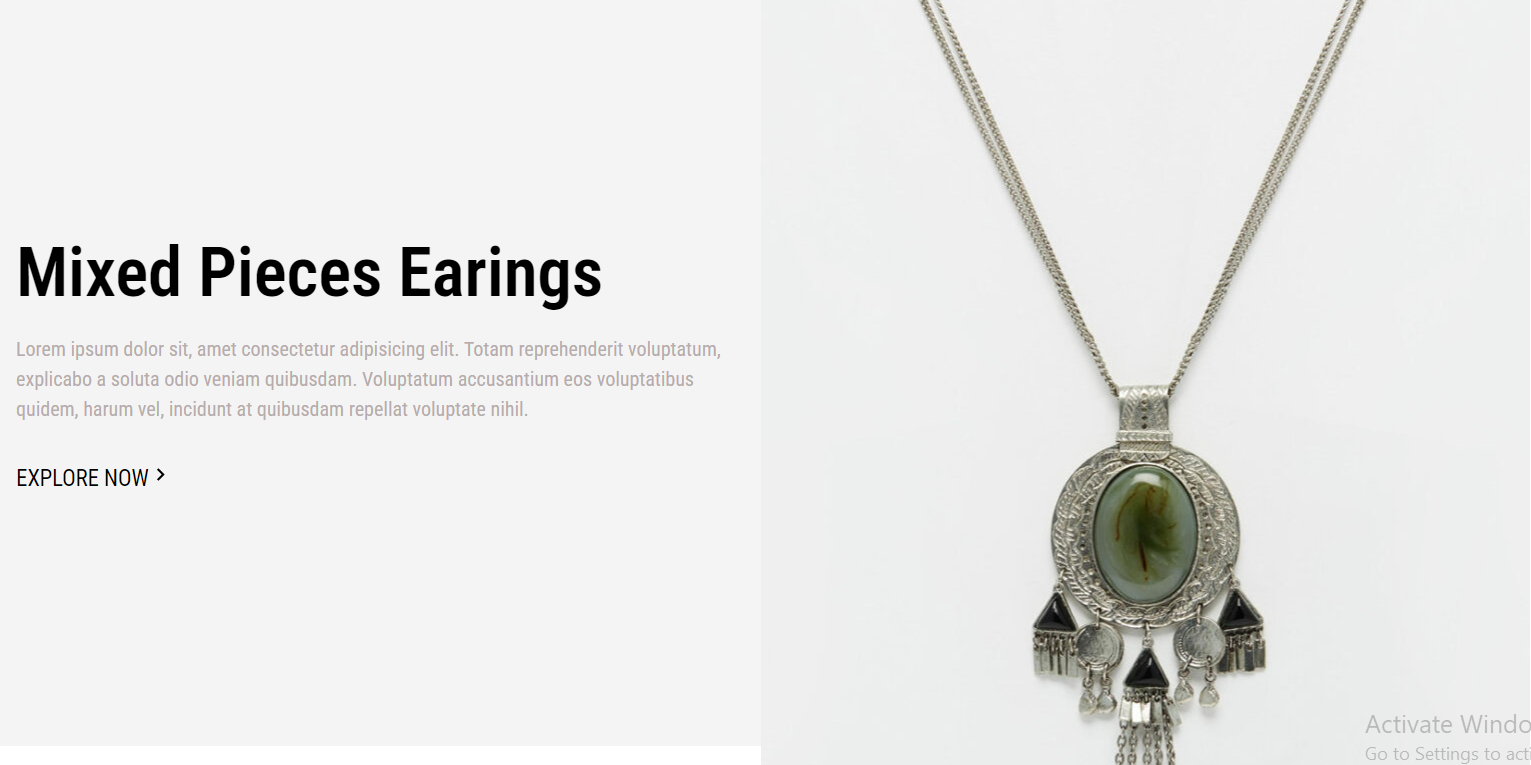 Mixed Pieces Earings
Lorem ipsum dolor sit, amet consectetur adipisicing elit. Totam reprehenderit voluptatum,
explicabo a soluta odio veniam quibusdam. Voluptatum accusantium eos voluptatibus
quidem, harum vel, incidunt at quibusdam repellat voluptate nihil.
EXPLORE NOW
Activate Windo
Go to Settings to acti